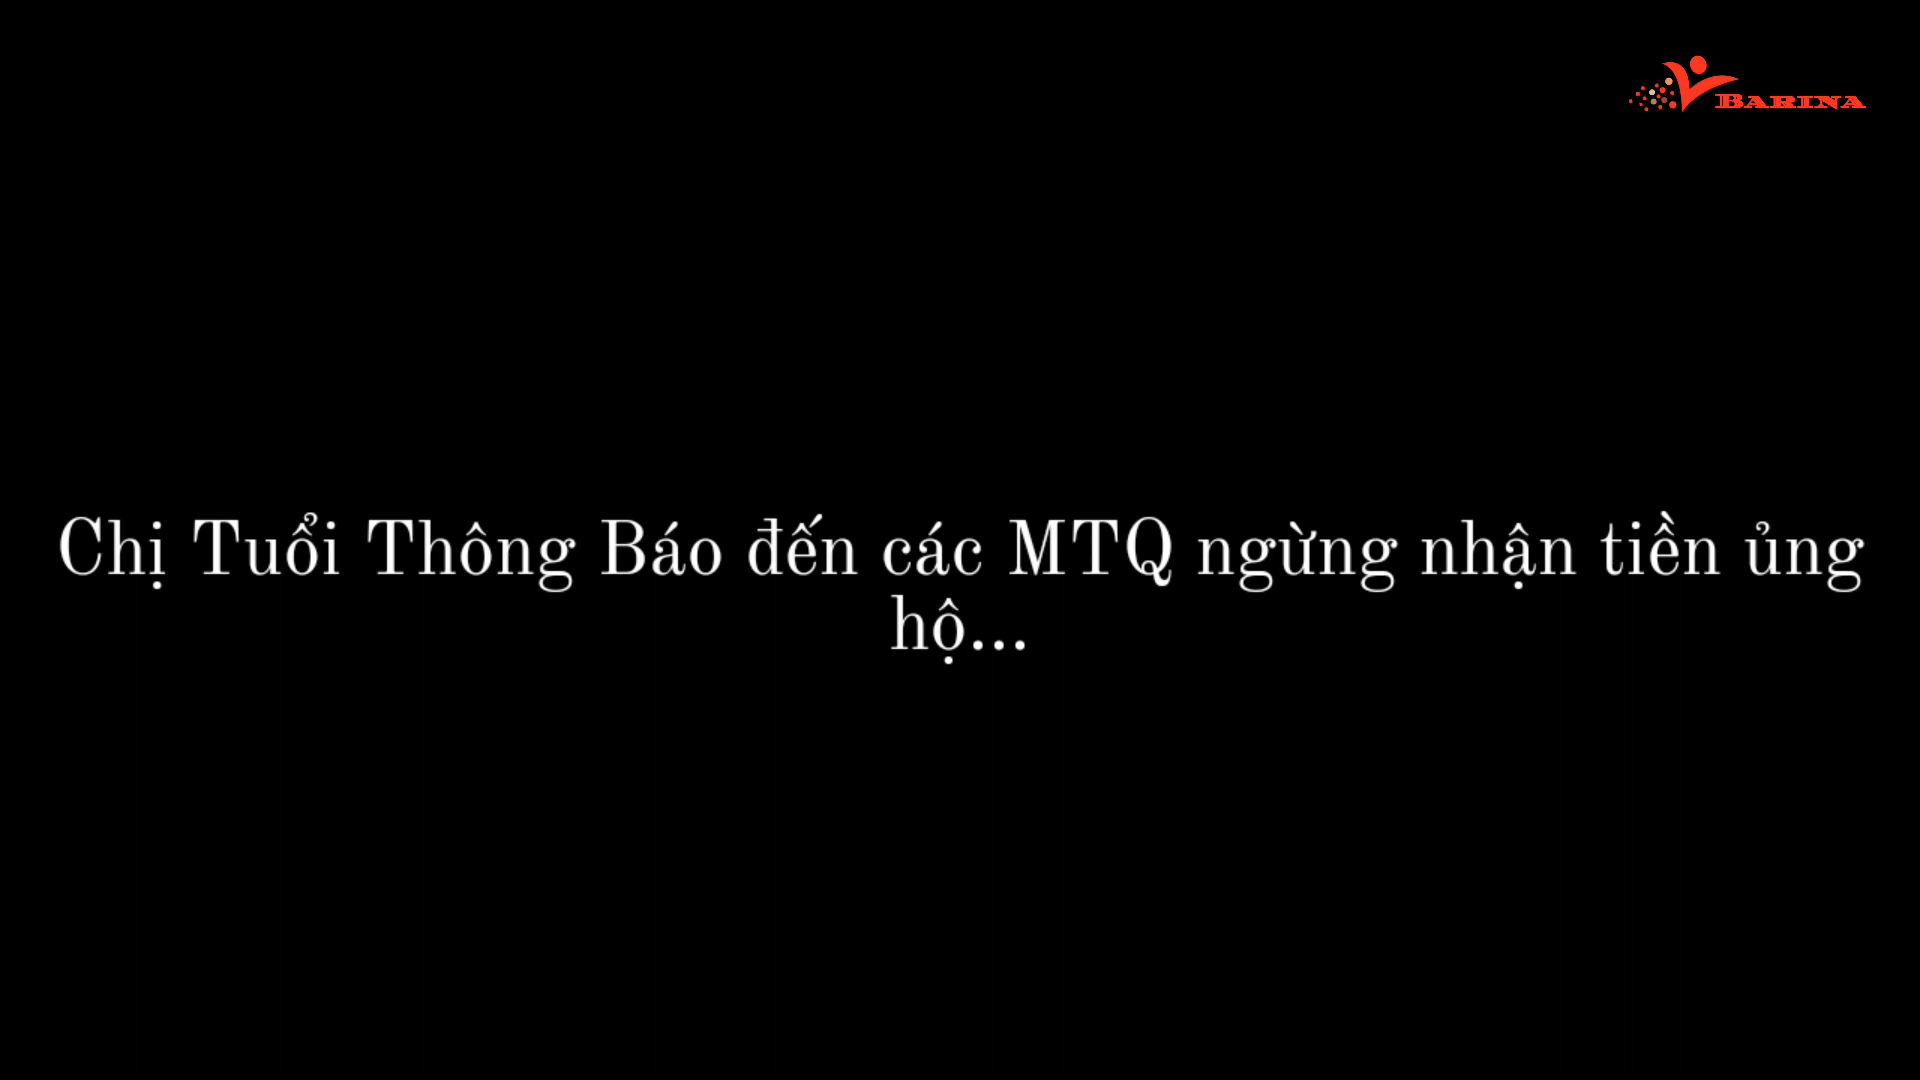 BARINA
Chị Tuổi Thông Báo đến các MTQ ngừng nhận tiền ủng
hộ...